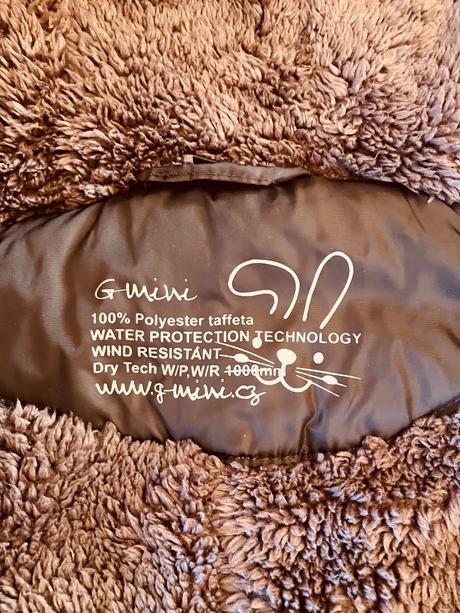 G-mini
100% Polyester taffeta
WATER PROTECTION TECHNOLOGY
WIND RESISTANT
Dry Tech W/P,W/R 1000mm
www.g-mini.cz